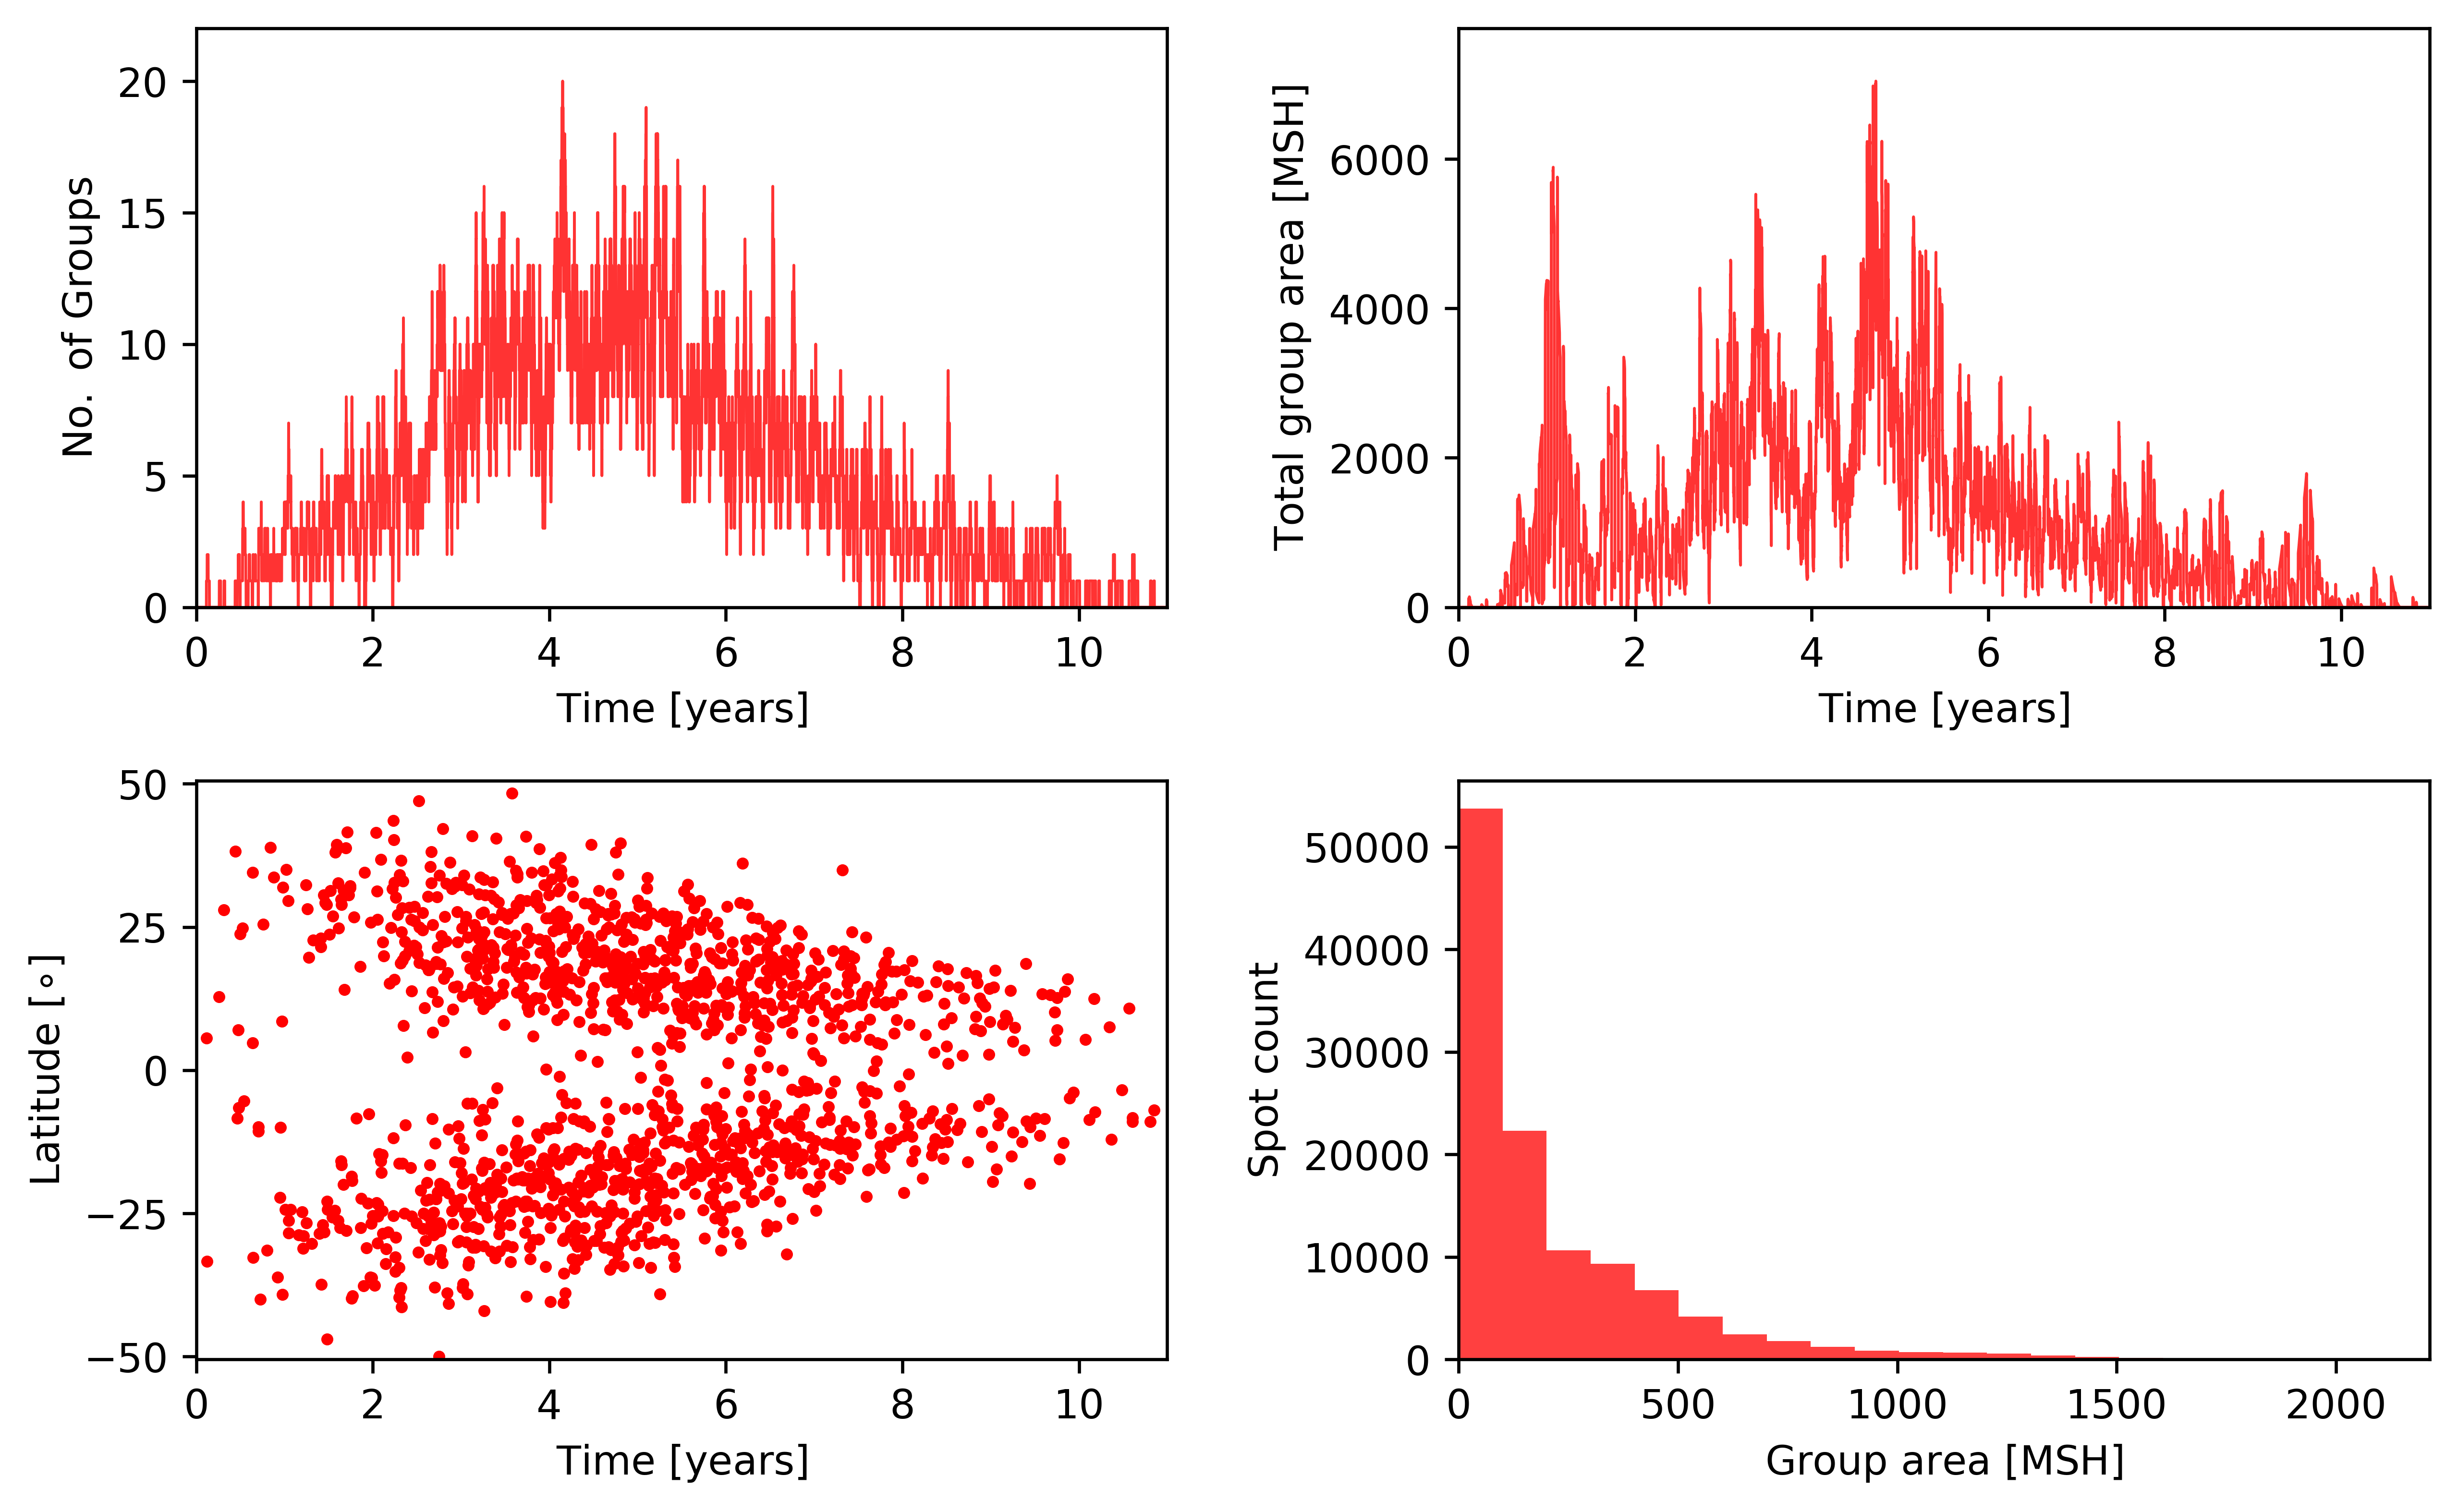 20
15
10
5
0
No. of Groups
0 2 4 6 8 10
Time [years]
6000
4000
2000
0
Total group area [MSH]
0 2 4 6 8 10
Time [years]
50
25
0
−25
−50
Latitude [∘]
0 2 4 6 8 10
Time [years]
50000
40000
30000
20000
10000
0
Spot count
0 500 1000 1500 2000
Group area [MSH]